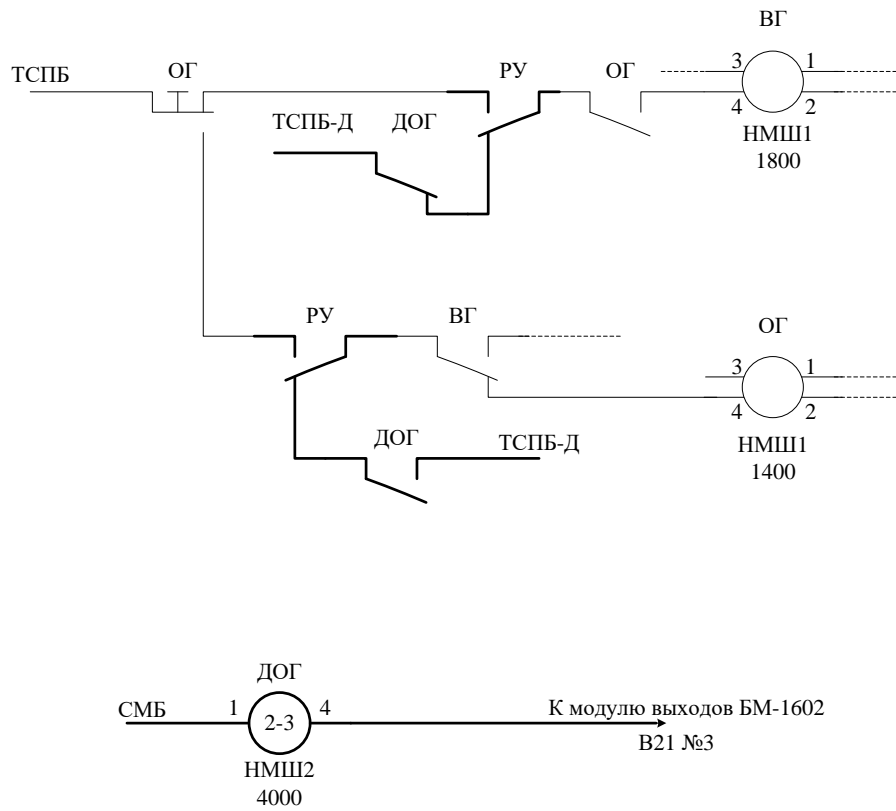 ВГ
ТСПБ
ОГ
РУ
ОГ
3
1
4
2
ТСПБ-Д
ДОГ
НМШ1
1800
РУ
ВГ
ОГ
3
1
4
2
ДОГ
ТСПБ-Д
НМШ1
1400
ДОГ
СМБ
1
2-3
4
К модулю выходов БМ-1602
В21 №3
НМШ2
4000